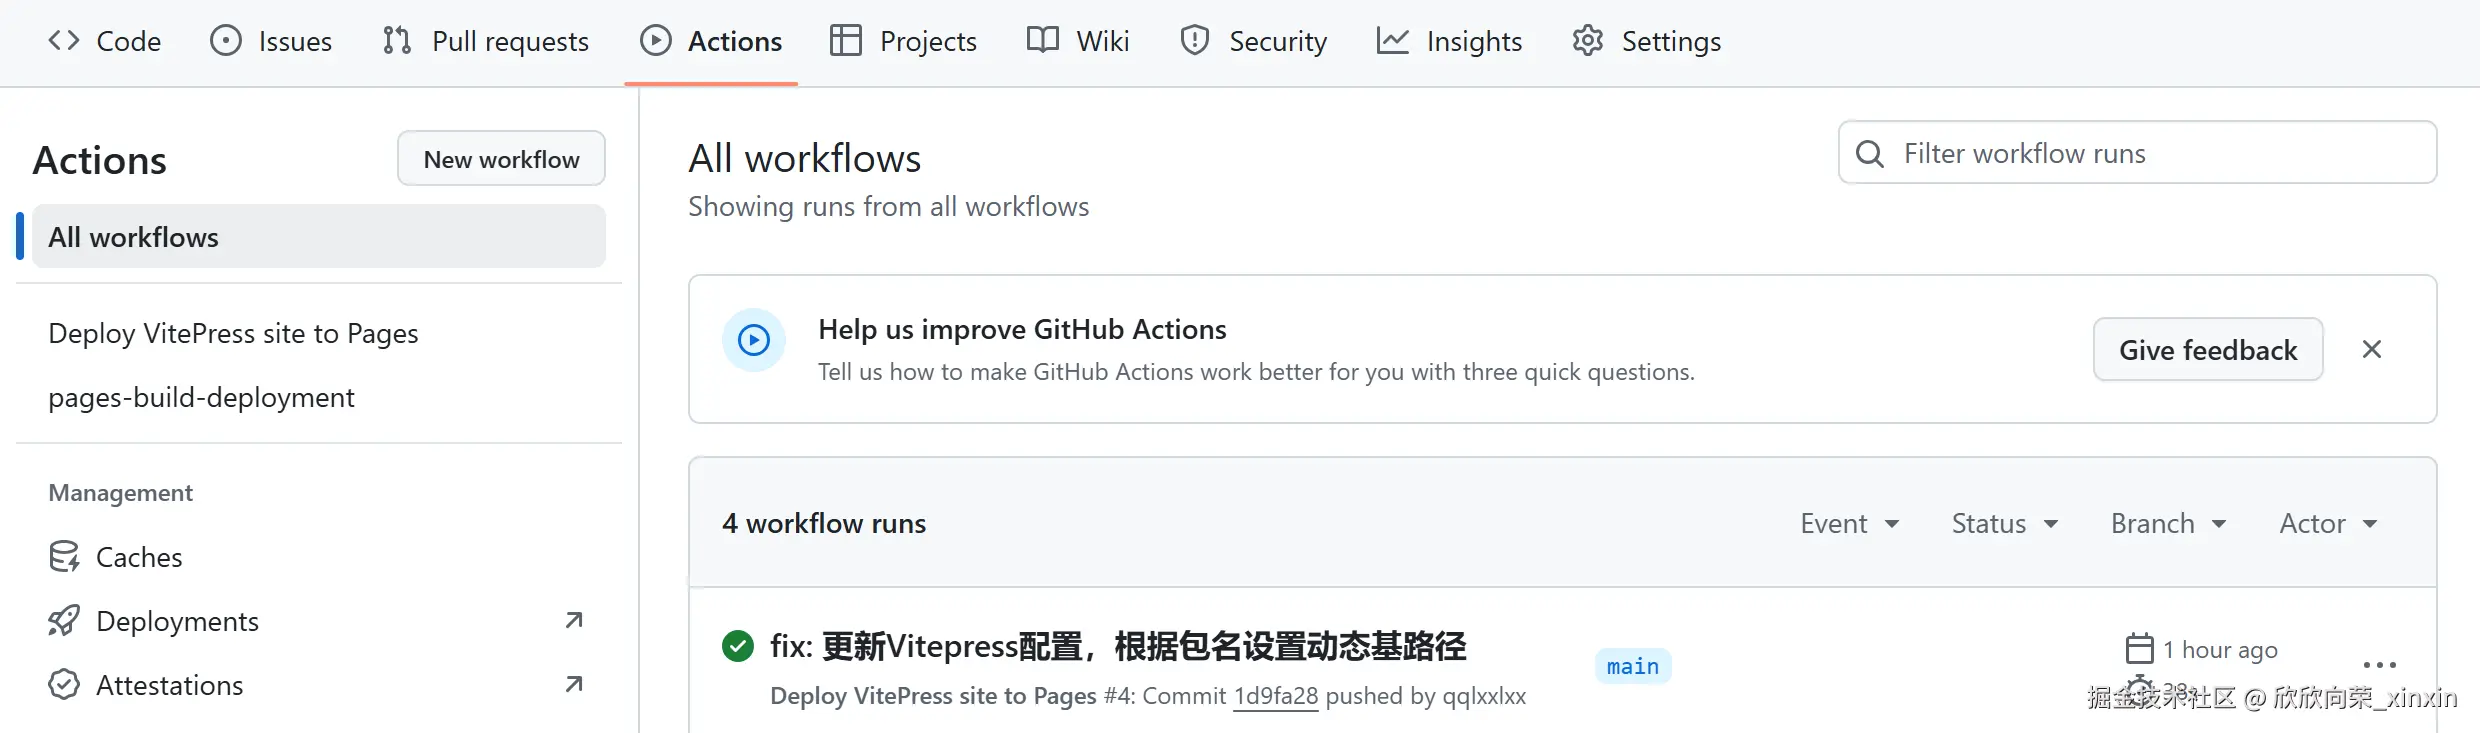 Code Issues Pull requests Actions Projects Wiki Security Insights Settings
Actions
New workflow
All workflows
Deploy VitePress site to Pages
pages-build-deployment
Management
Caches
Deployments
Attestations
All workflows
Showing runs from all workflows
Filter workflow runs
Help us improve GitHub Actions
Tell us how to make GitHub Actions work better for you with three quick questions.
Give feedback
4 workflow runs
Event Status Branch Actor
fix: 更新Vitepress配置，根据包名设置动态基路径
Deploy VitePress site to Pages #4: Commit 1d9fa28 pushed by qqlxxlxx
main
1 hour ago
掘金技术社区 @ 欣欣向荣_xinxin